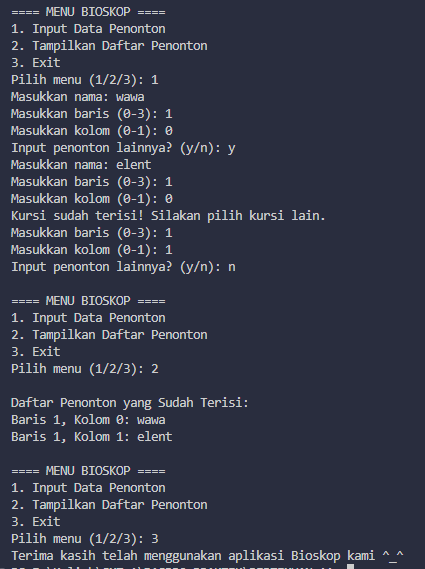 ==== MENU BIOSKOP ====
1. Input Data Penonton
2. Tampilkan Daftar Penonton
3. Exit
Pilih menu (1/2/3): 1
Masukkan nama: wawa
Masukkan baris (0-3): 1
Masukkan kolom (0-1): 0
Input penonton lainnya? (y/n): y
Masukkan nama: elent
Masukkan baris (0-3): 1
Masukkan kolom (0-1): 0
Kursi sudah terisi! Silakan pilih kursi lain.
Masukkan baris (0-3): 1
Masukkan kolom (0-1): 1
Input penonton lainnya? (y/n): n
==== MENU BIOSKOP ====
1. Input Data Penonton
2. Tampilkan Daftar Penonton
3. Exit
Pilih menu (1/2/3): 2
Daftar Penonton yang Sudah Terisi:
Baris 1, Kolom 0: wawa
Baris 1, Kolom 1: elent
==== MENU BIOSKOP ====
1. Input Data Penonton
2. Tampilkan Daftar Penonton
3. Exit
Pilih menu (1/2/3): 3
Terima kasih telah menggunakan aplikasi Bioskop kami ^_^